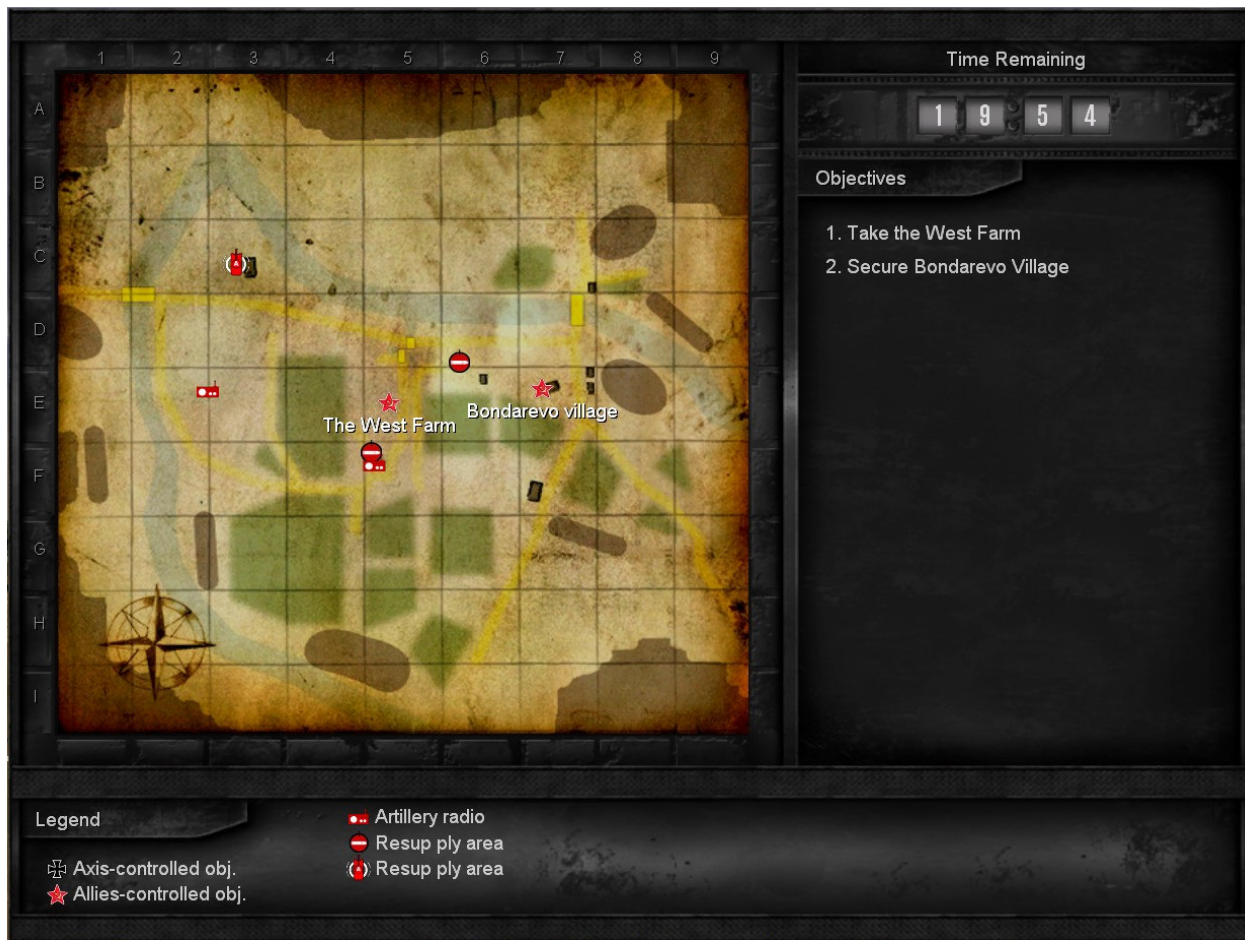 1 2 3 4 5 6 7 8 9
Time Remaining
A
1 9 5 4
B
Objectives
C
1. Take the West Farm
2. Secure Bondarevo Village
D
E
Bondarevo village
The West Farm
F
G
H
I
Legend
Artillery radio
Resup ply area
Axis-controlled obj.
Resup ply area
Allies-controlled obj.